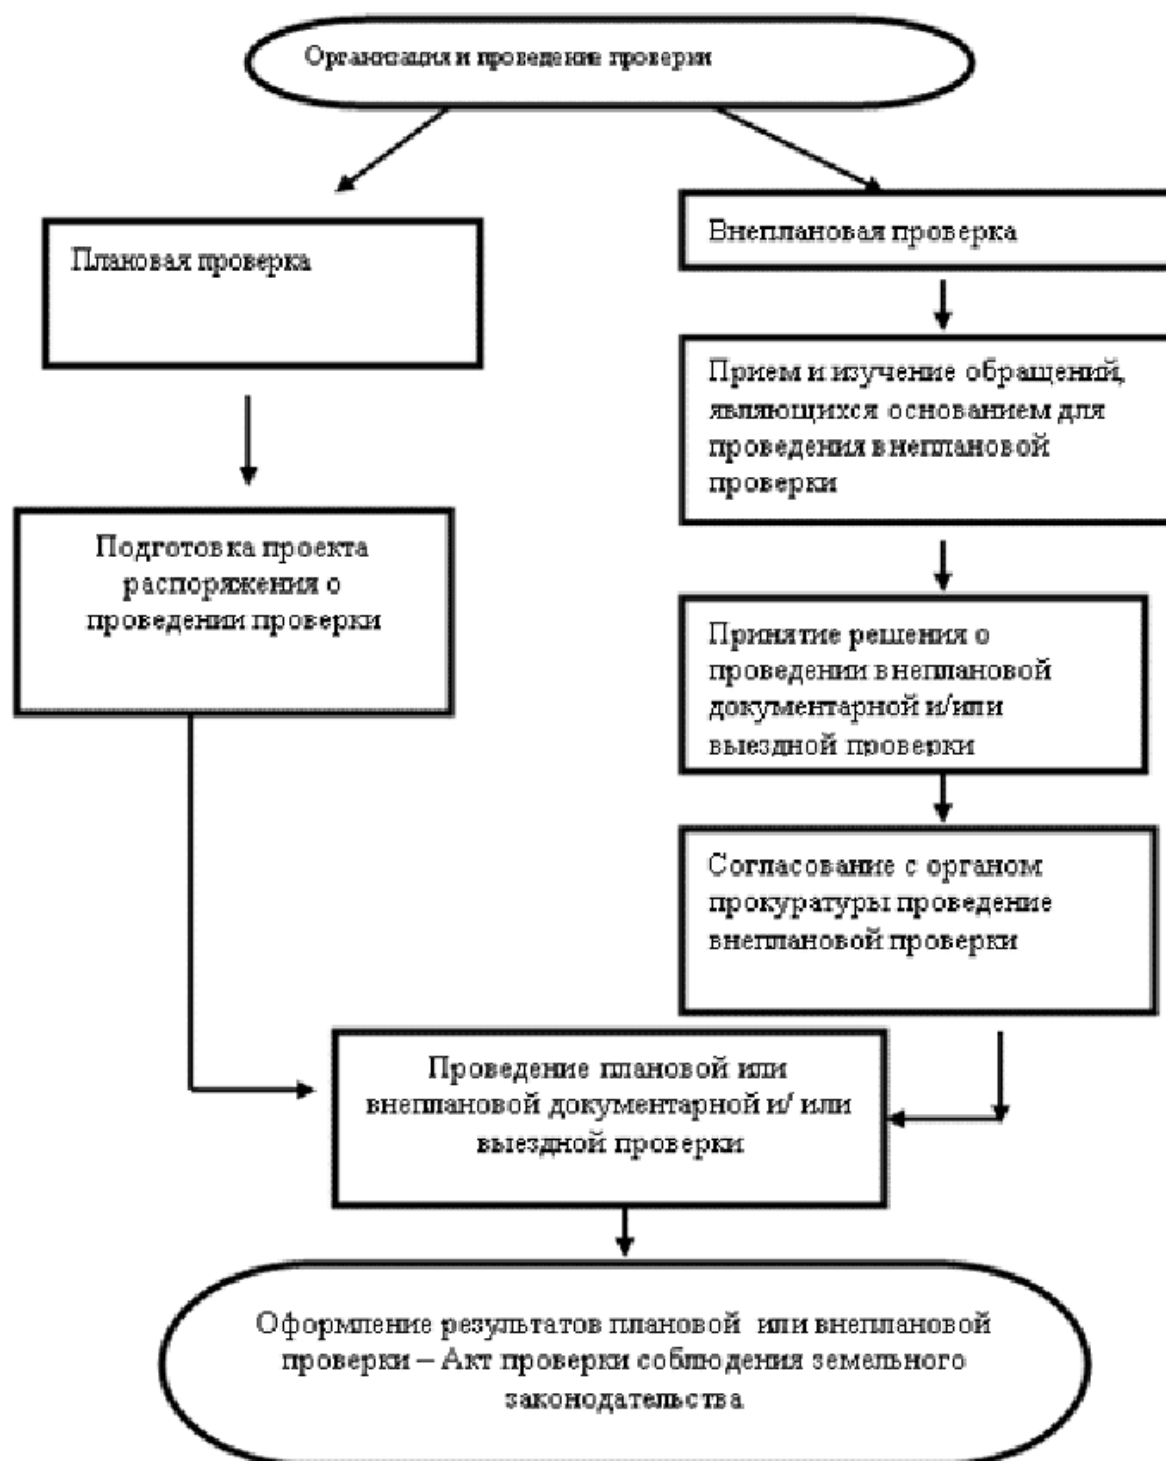 Организация и проведение проверки
Плановая проверка
Внеплановая проверка
Прием и изучение обращений,
являющихся основанием для
проведения внеплановой
проверки
Подготовка проекта
распоряжения о
проведении проверки
Принятие решения о
проведении внеплановой
документарной и/или
выездной проверки
Согласование с органом
прокуратуры проведение
внеплановой проверки
Проведение плановой или
внеплановой документарной и/ или
выездной проверки
Оформление результатов плановой или внеплановой
проверки – Акт проверки соблюдения земельного
законодательства